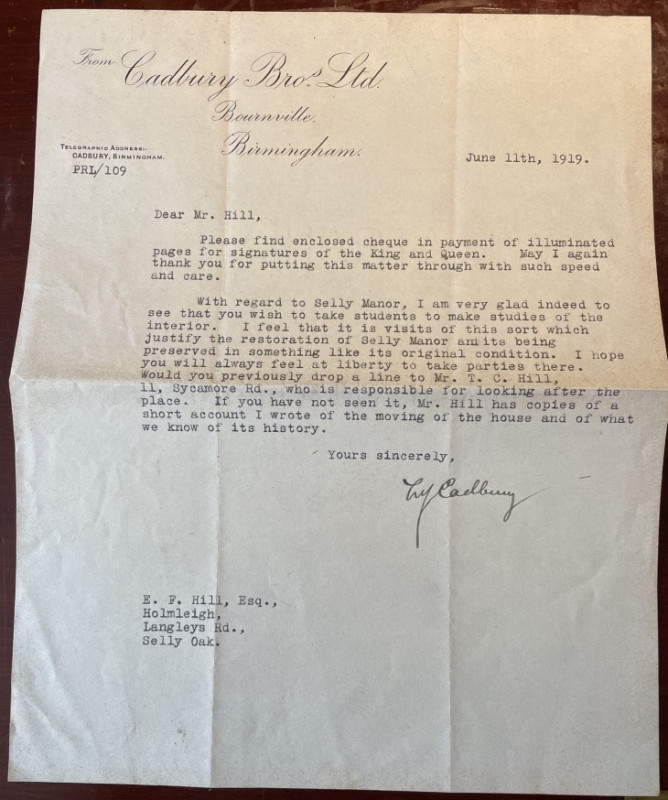 From Cadbury Bros. Ltd.
Bournville,
Birmingham.
TELEGRAPHIC ADDRESS:-
CADBURY, BIRMINGHAM.
PRL/109
June 11th, 1919.
Dear Mr. Hill,
Please find enclosed cheque in payment of illuminated
pages for signatures of the King and Queen. May I again
thank you for putting this matter through with such speed
and care.
With regard to Selly Manor, I am very glad indeed to
see that you wish to take students to make studies of the
interior. I feel that it is visits of this sort which
justify the restoration of Selly Manor and its being
preserved in something like its original condition. I hope
you will always feel at liberty to take parties there.
Would you previously drop a line to Mr. T. C. Hill,
11, Sycamore Rd., who is responsible for looking after the
place. If you have not seen it, Mr. Hill has copies of a
short account I wrote of the moving of the house and of what
we know of its history.
Yours sincerely,
Cadbury
E. F. Hill, Esq.,
Holmleigh,
Langleys Rd.,
Selly Oak.